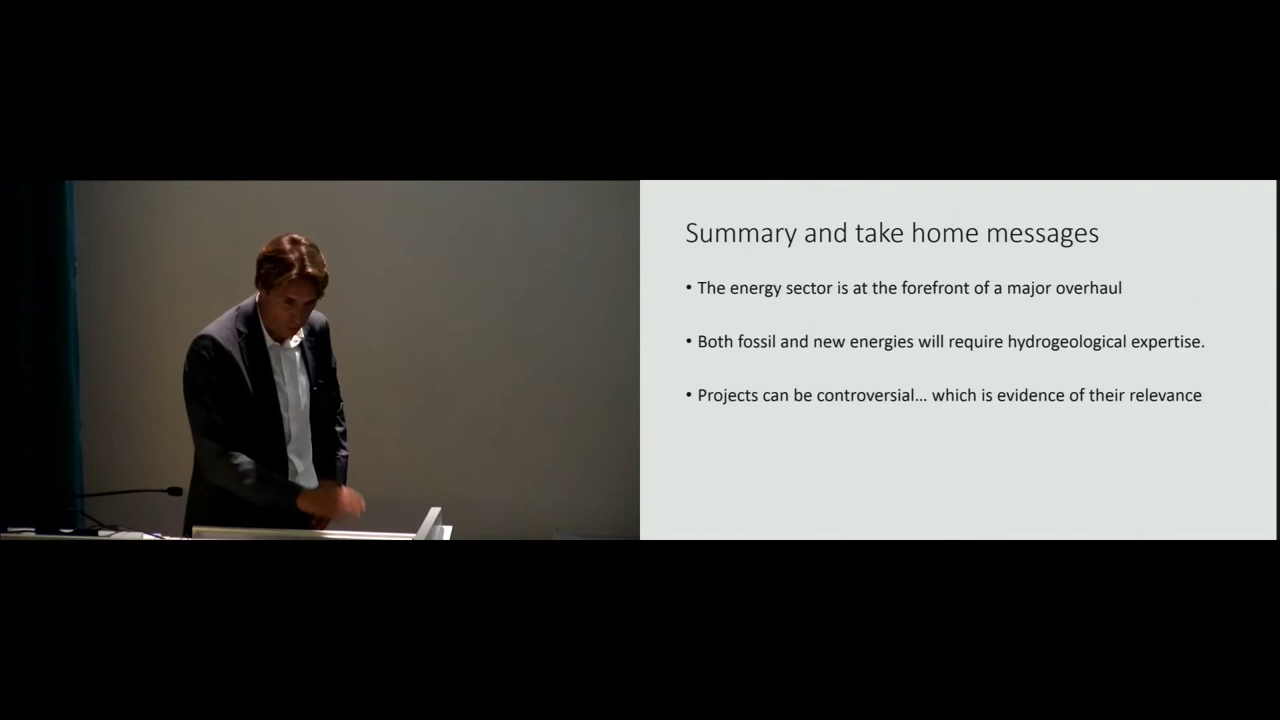 Summary and take home messages
• The energy sector is at the forefront of a major overhaul
• Both fossil and new energies will require hydrogeological expertise.
• Projects can be controversial… which is evidence of their relevance